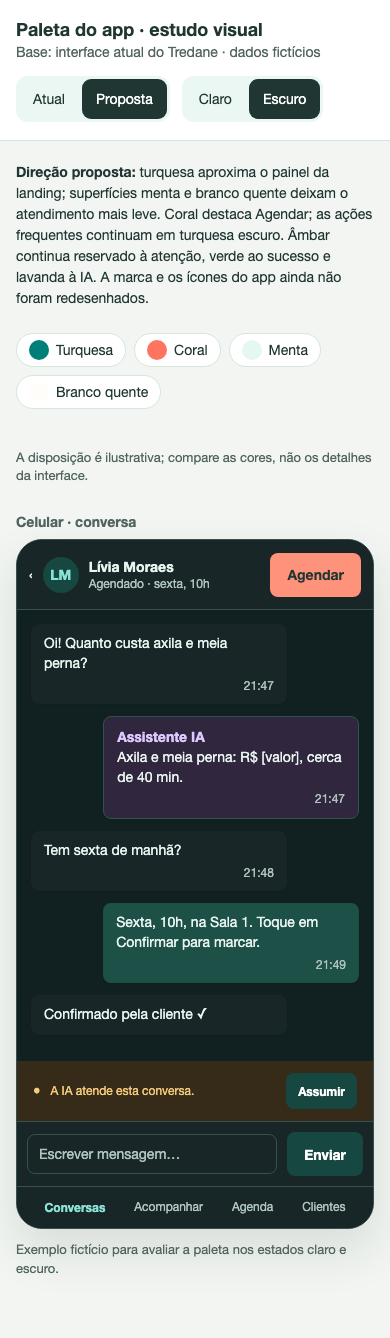 Paleta do app · estudo visual
Base: interface atual do Tredane · dados fictícios
Atual Proposta Claro Escuro
Direção proposta: turquesa aproxima o painel da
landing; superfícies menta e branco quente deixam o
atendimento mais leve. Coral destaca Agendar; as ações
frequentes continuam em turquesa escuro. Âmbar
continua reservado à atenção, verde ao sucesso e
lavanda à IA. A marca e os ícones do app ainda não
foram redesenhados.
Turquesa Coral Menta
Branco quente
A disposição é ilustrativa; compare as cores, não os detalhes
da interface.
Celular · conversa
‹ LM Lívia Moraes
Agendado · sexta, 10h
Agendar
Oi! Quanto custa axila e meia
perna?
21:47
Assistente IA
Axila e meia perna: R$ [valor], cerca
de 40 min.
21:47
Tem sexta de manhã?
21:48
Sexta, 10h, na Sala 1. Toque em
Confirmar para marcar.
21:49
Confirmado pela cliente ✓
A IA atende esta conversa. Assumir
Escrever mensagem... Enviar
Conversas Acompanhar Agenda Clientes
Exemplo fictício para avaliar a paleta nos estados claro e
escuro.